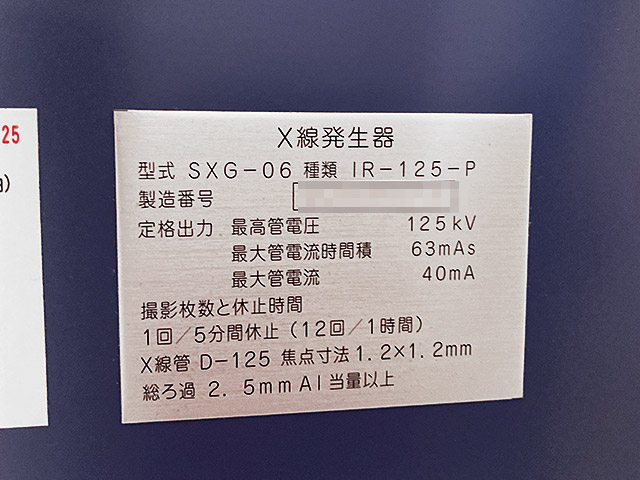 X線発生器
型式 SXG-06 種類 IR-125-P
製造番号
定格出力 最高管電圧 125kV
最大管電流時間積 63mAs
最大管電流 40mA
撮影枚数と休止時間
1回/5分間休止(12回/1時間)
X線管 D-125 焦点寸法1.2×1.2mm
総ろ過 2.5mmAl当量以上
25